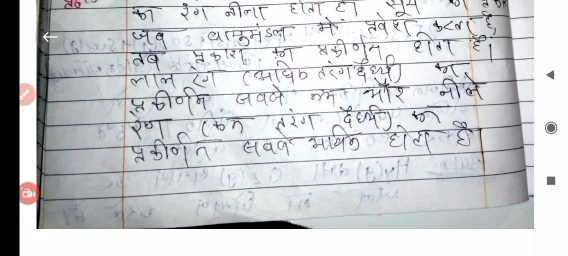 का रंग नीला होता है। सूर्य का
जब वायुमंडल में प्रवेश करता है,
तब प्रकाश का प्रकीर्णन होता है।
लाल रंग (अधिक तरंगदैर्ध्य) का
प्रकीर्णन सबसे कम और नीले
रंग (कम तरंग दैर्ध्य) का
प्रकीर्णन सबसे अधिक होता है